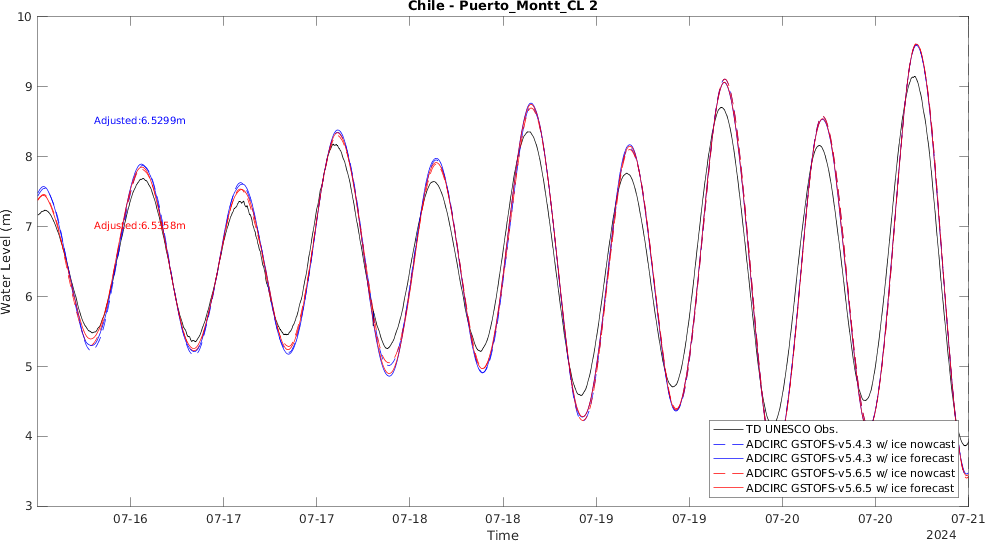 Chile - Puerto_Montt_CL 2
10
9
8
7
6
5
4
3
Water Level (m)
Adjusted:6.5299m
Adjusted:6.5358m
TD UNESCO Obs.
ADCIRC GSTOFS-v5.4.3 w/ ice nowcast
ADCIRC GSTOFS-v5.4.3 w/ ice forecast
ADCIRC GSTOFS-v5.6.5 w/ ice nowcast
ADCIRC GSTOFS-v5.6.5 w/ ice forecast
07-16 07-17 07-17 07-18 07-18 07-19 07-19 07-20 07-20 07-21
Time
2024